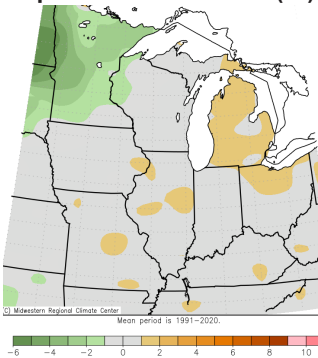 C) Midwestern Regional Climate Center
Mean period is 1991-2020.
-6 -4 -2 0 2 4 6 8 10